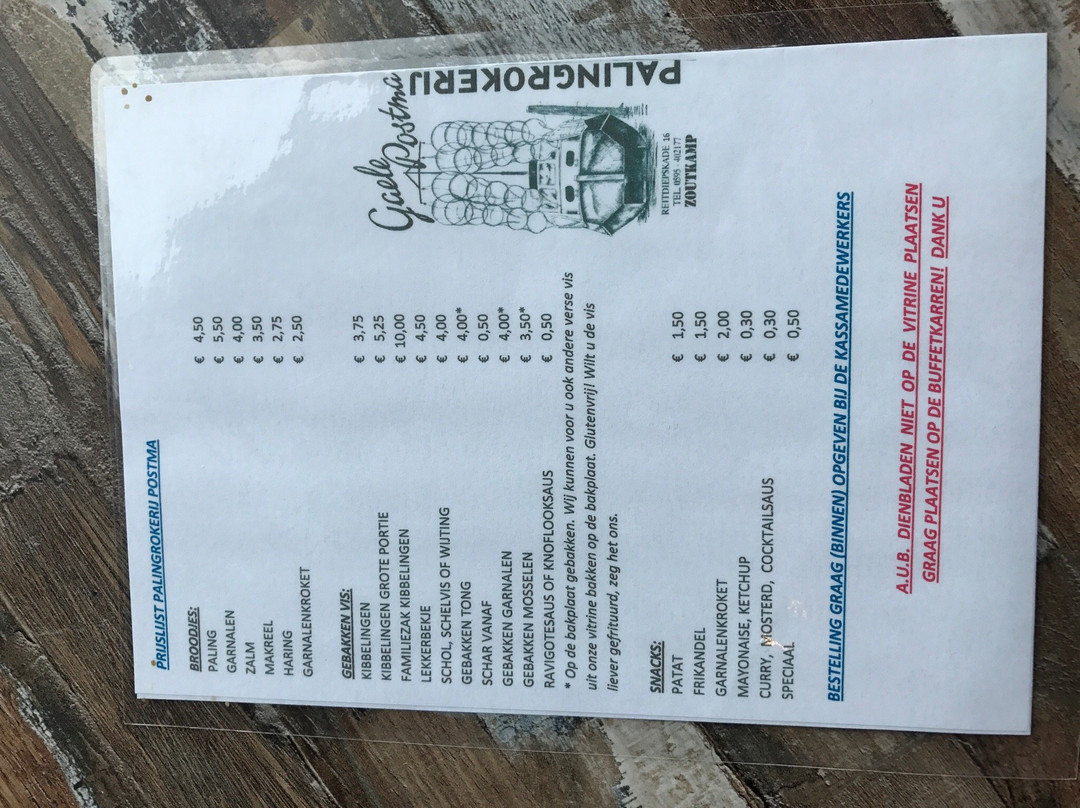 Gaele Postma
PALINGROKERIJ
REITDIEPSKADE 16
TEL. 0595 - 402177
ZOUTKAMP
PRIJSLIJST PALINGROKERIJ POSTMA
BROODJES:
PALING € 4,50
GARNALEN € 5,50
ZALM € 4,00
MAKREEL € 3,50
HARING € 2,75
GARNALENKROKET € 2,50
GEBAKKEN VIS:
KIBBELINGEN € 3,75
KIBBELINGEN GROTE PORTIE € 5,25
FAMILIEZAK KIBBELINGEN € 10,00
LEKKERBEKJE € 4,50
SCHOL, SCHELVIS OF WIJTING € 4,00
GEBAKKEN TONG € 4,00*
SCHAR VANAF € 0,50
GEBAKKEN GARNALEN € 4,00*
GEBAKKEN MOSSELEN € 3,50*
RAVIGOTESAUS OF KNOFLOOKSAUS € 0,50
* Op de bakplaat gebakken. Wij kunnen voor u ook andere verse vis
uit onze vitrine bakken op de bakplaat. Glutenvrij! Wilt u de vis
liever gefrituurd, zeg het ons.
SNACKS:
PATAT € 1,50
FRIKANDEL € 1,50
GARNALENKROKET € 2,00
MAYONAISE, KETCHUP € 0,30
CURRY, MOSTERD, COCKTAILSAUS € 0,30
SPECIAAL € 0,50
BESTELLING GRAAG (BINNEN) OPGEVEN BIJ DE KASSAMEDEWERKERS
A.U.B. DIENBLADEN NIET OP DE VITRINE PLAATSEN
GRAAG PLAATSEN OP DE BUFFETKARREN! DANK U